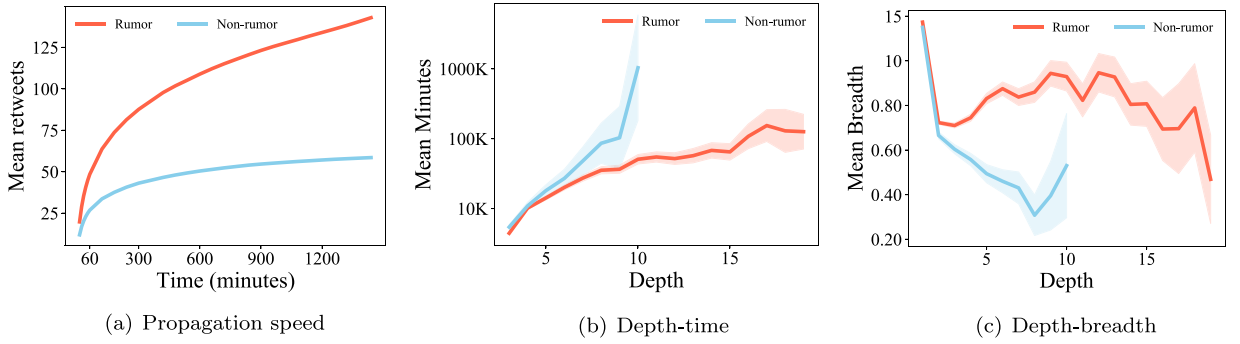 Rumor Non-rumor
125
100
75
50
25
Mean retweets
60 300 600 900 1200
Time (minutes)
(a) Propagation speed
Rumor Non-rumor
1000K
100K
10K
Mean Minutes
5 10 15
Depth
(b) Depth-time
15
10
0.80
0.60
0.40
0.20
Mean Breadth
Rumor Non-rumor
5 10 15
Depth
(c) Depth-breadth